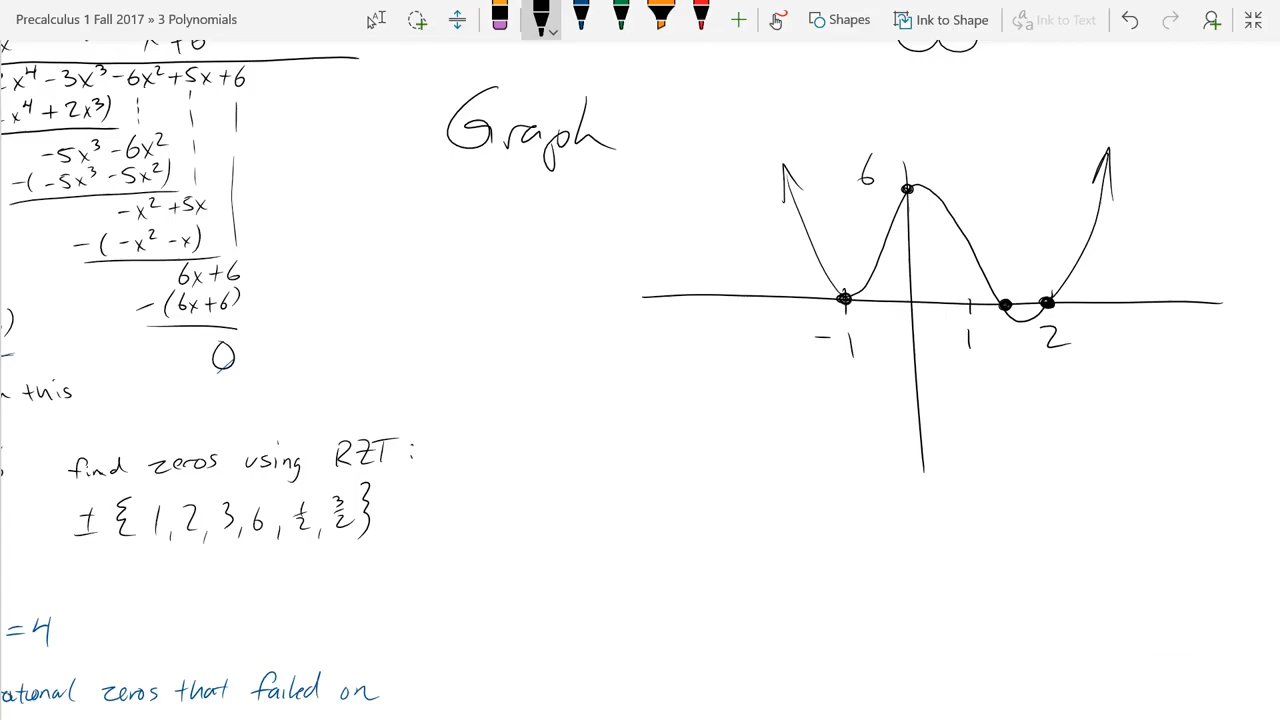 Precalculus 1 Fall 2017 » 3 Polynomials
Shapes
Ink to Shape
Ink to Text
x + 6
x⁴ - 3x³ - 6x² + 5x + 6
x⁴ + 2x³)
-5x³ - 6x²
-(-5x³ - 5x²)
-x² + 5x
-(-x² - x)
6x + 6
-(6x + 6)
0
)
this
find zeros using RZT:
± { 1, 2, 3, 6, 1/2, 3/2 }
= 4
rational zeros that failed on
Graph
6
-1
1
2